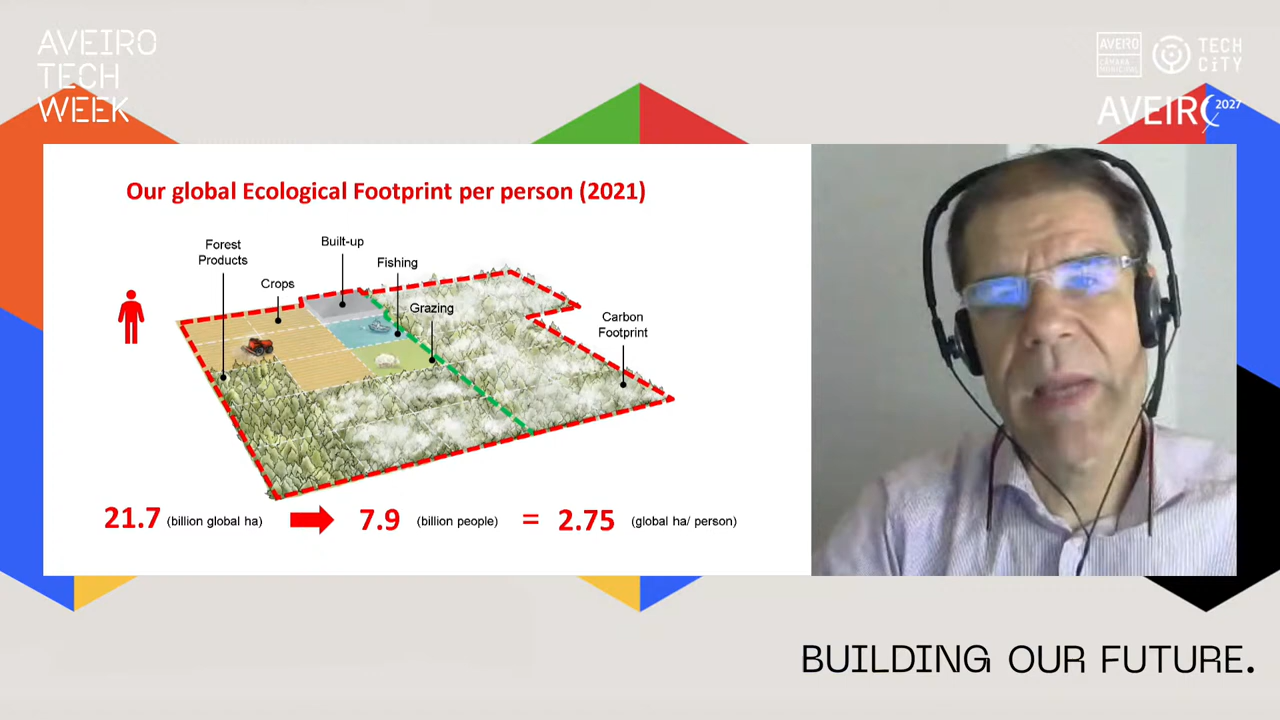 AVEIRO
TECH
WEEK
AVEIRO
CÂMARA
MUNICIPAL
TECH
CITY
AVEIRO 2027
Our global Ecological Footprint per person (2021)
Forest
Products
Crops
Built-up
Fishing
Grazing
Carbon
Footprint
21.7 (billion global ha) 7.9 (billion people) = 2.75 (global ha/ person)
BUILDING OUR FUTURE.